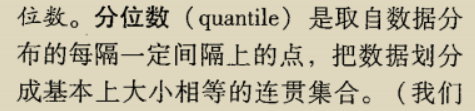 位数。分位数（quantile）是取自数据分
布的每隔一定间隔上的点，把数据划分
成基本上大小相等的连贯集合。（我们